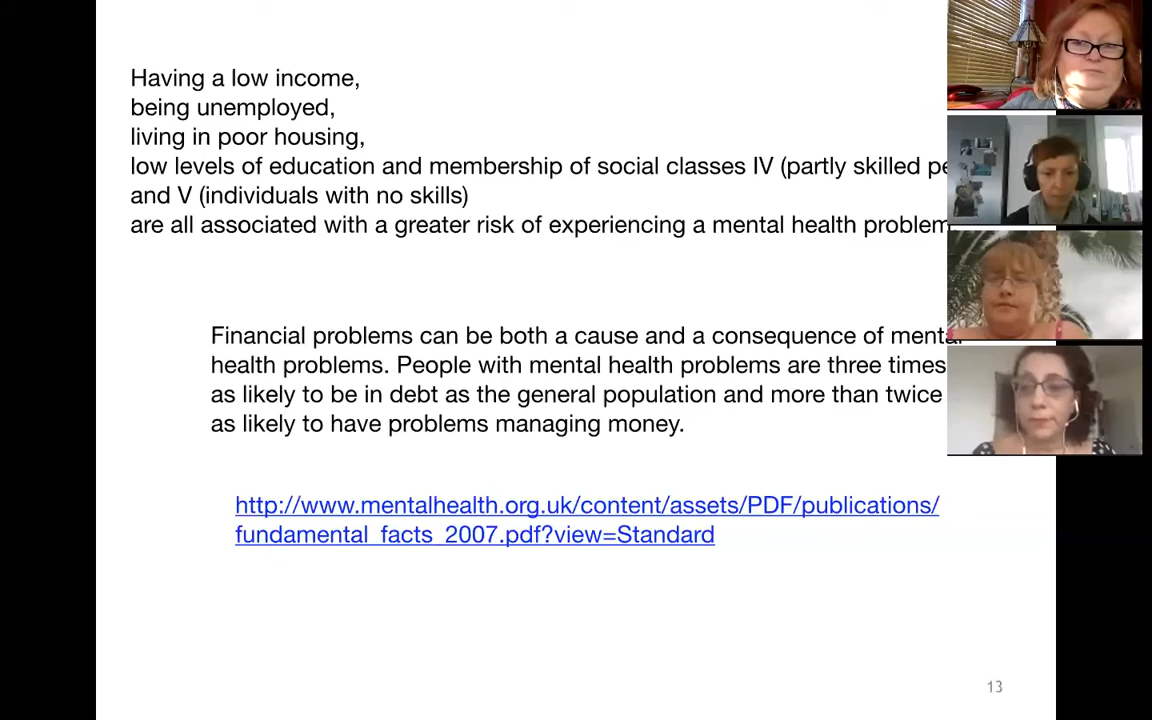 Having a low income,
being unemployed,
living in poor housing,
low levels of education and membership of social classes IV (partly skilled
and V (individuals with no skills)
are all associated with a greater risk of experiencing a mental health problem
Financial problems can be both a cause and a consequence of mental
health problems. People with mental health problems are three times
as likely to be in debt as the general population and more than twice
as likely to have problems managing money.
http://www.mentalhealth.org.uk/content/assets/PDF/publications/
fundamental_facts_2007.pdf?view=Standard
13